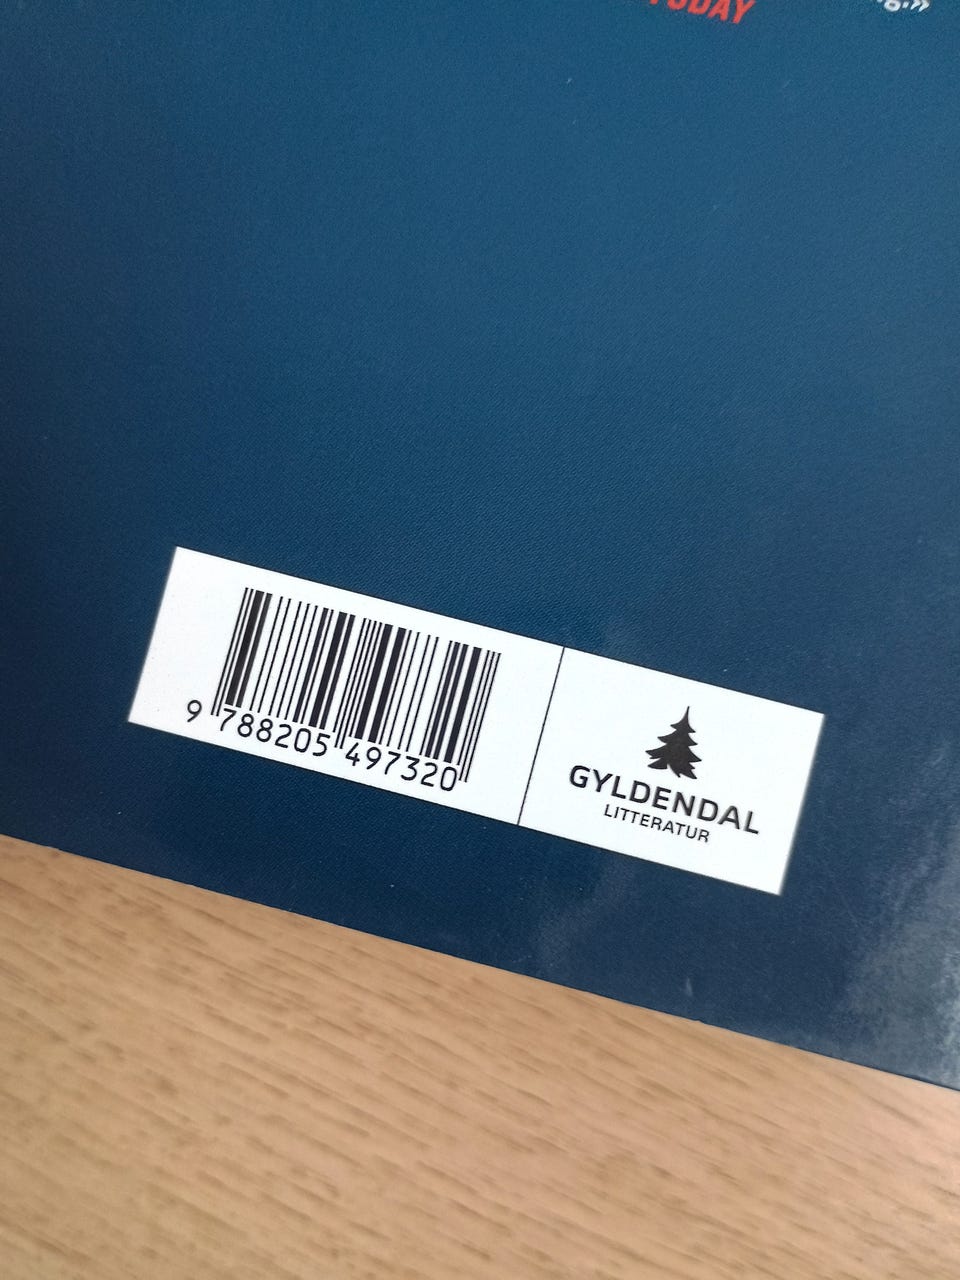 TODAY
9 788205 497320
GYLDENDAL
LITTERATUR